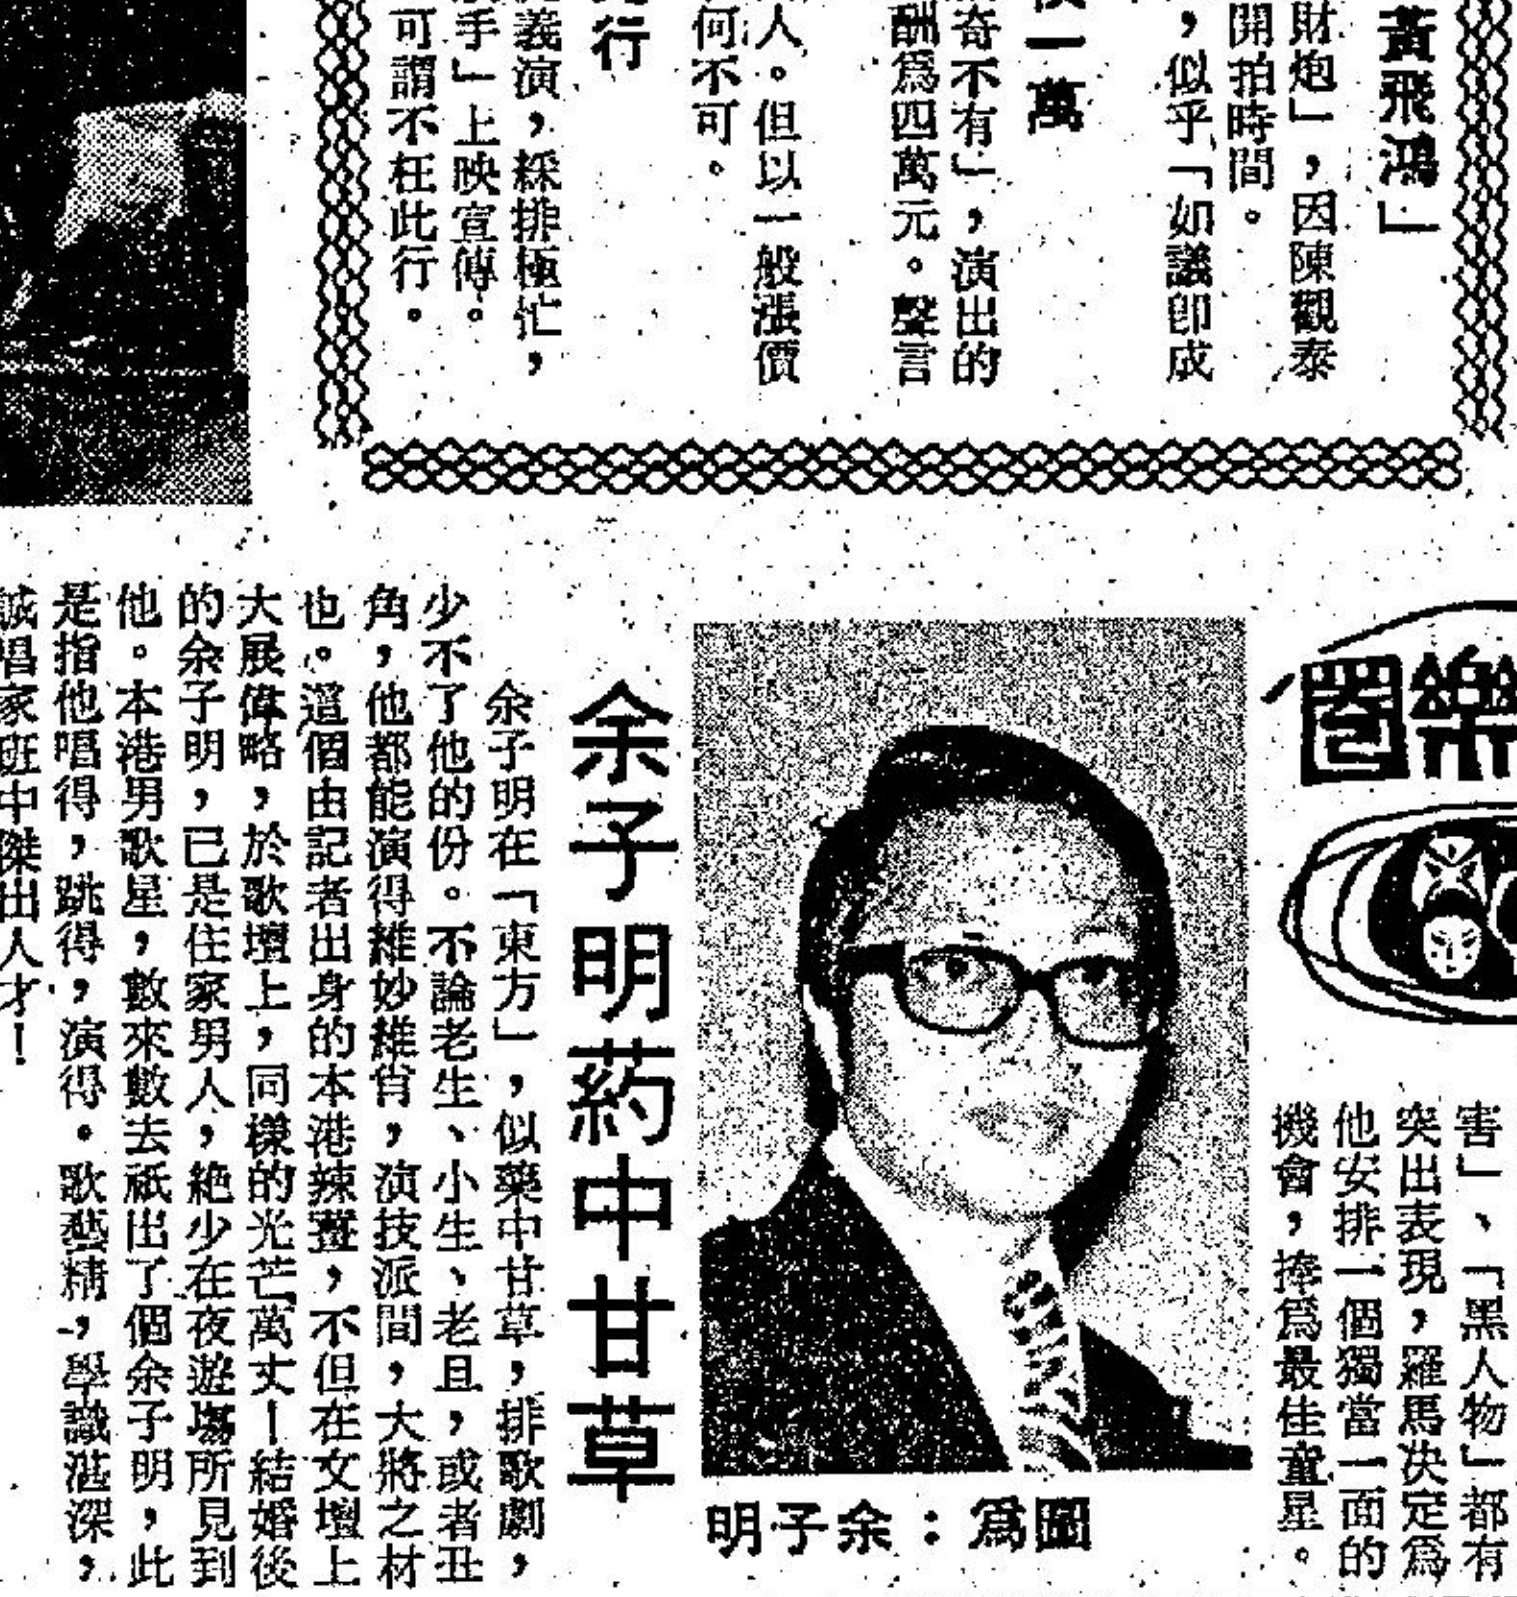 黃飛鴻」
財炮」，因陳觀泰
開拍時間。
，似乎「如議卽成
一萬
寄不有」，演出的
酬爲四萬元。聲言
人。但以一般漲價
何不可。
行
義演，綵排極忙，
手」上映宣傳。
可謂不枉此行。
樂圈
害」、「黑人物」都有
突出表現，羅馬決定爲
他安排一個獨當一面的
機會，捧爲最佳童星。
圖爲：余子明
余子明葯中甘草
余子明在「東方」，似藥中甘草，排歌劇，
少不了他的份。不論老生、小生、老旦，或者丑
角，他都能演得維妙維肖，演技派間，大將之材
也。這個由記者出身的本港辣薑，不但在文壇上
大展偉略，於歌壇上，同樣的光芒萬丈！結婚後
的余子明，已是住家男人，絶少在夜遊塲所見到
他。本港男歌星，數來數去祇出了個余子明，此
是指他唱得，跳得，演得。歌藝精，學識湛深，
誠唱家班中傑出人才！